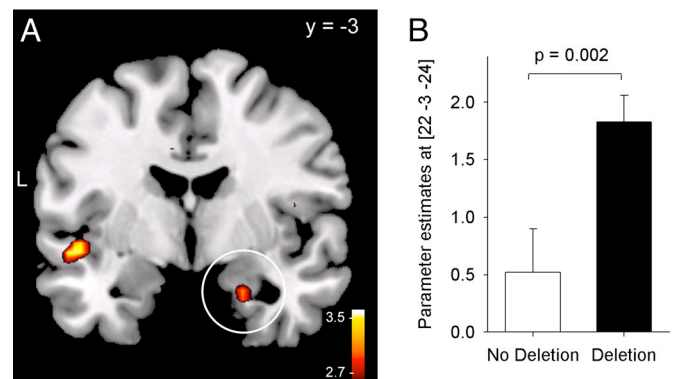 A
y = -3
L
3.5
2.7
B
p = 0.002
Parameter estimates at [22 -3 -24]
2.0
1.5
1.0
0.5
0.0
No Deletion
Deletion